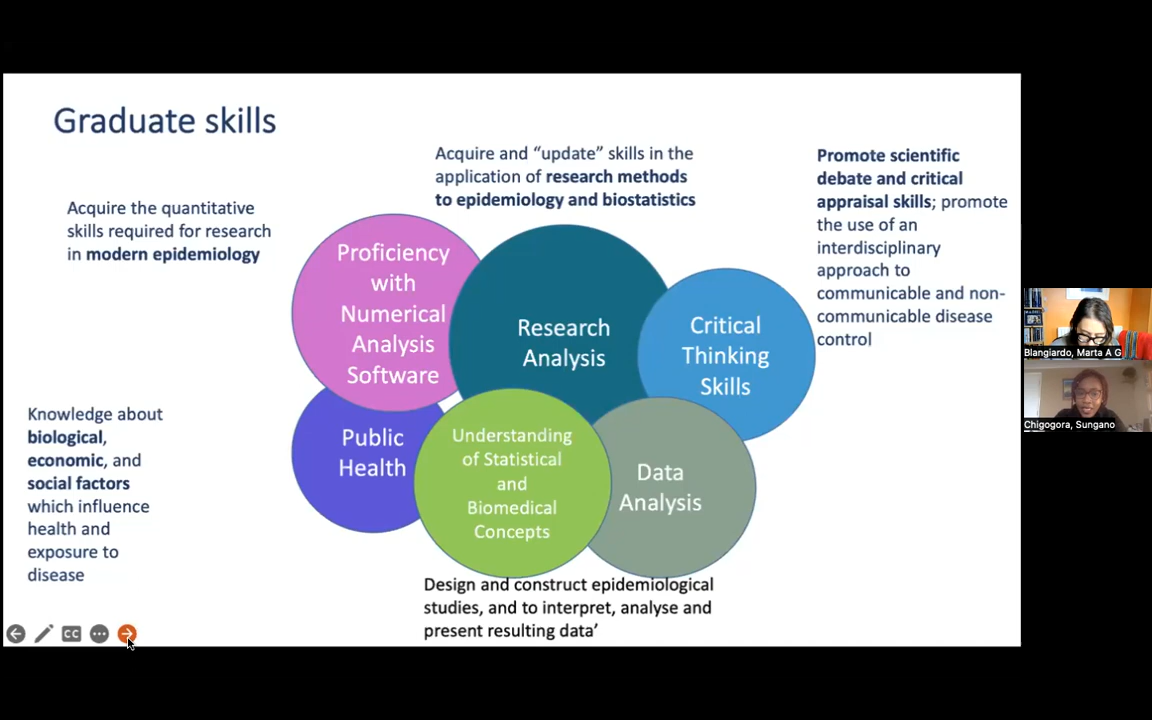 Graduate skills
Acquire and “update” skills in the
application of research methods
to epidemiology and biostatistics
Promote scientific
debate and critical
appraisal skills; promote
the use of an
interdisciplinary
approach to
communicable and non-
communicable disease
control
Acquire the quantitative
skills required for research
in modern epidemiology
Proficiency
with
Numerical
Analysis
Software
Research
Analysis
Critical
Thinking
Skills
Knowledge about
biological,
economic, and
social factors
which influence
health and
exposure to
disease
Public
Health
Understanding
of Statistical
and
Biomedical
Concepts
Data
Analysis
Design and construct epidemiological
studies, and to interpret, analyse and
present resulting data’
CC
Blangiardo, Marta A G
Chigogora, Sungano